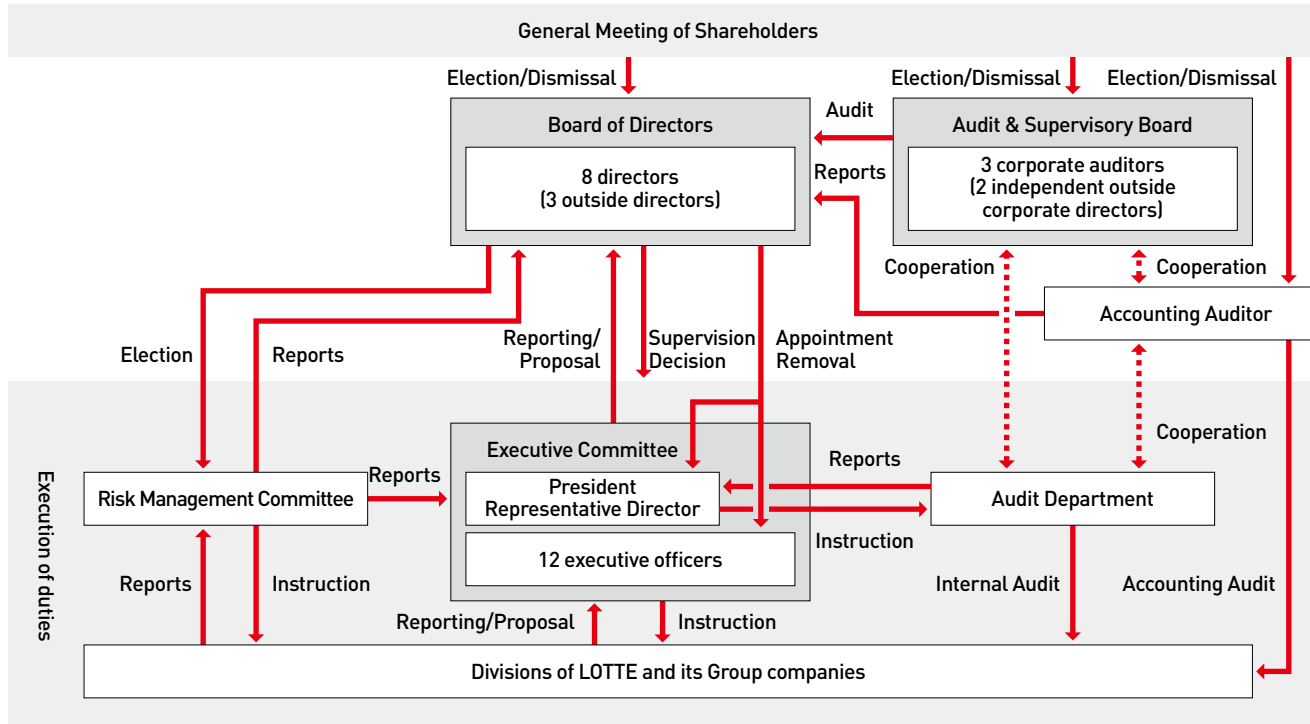 General Meeting of Shareholders
Election/Dismissal
Election/Dismissal
Election/Dismissal
Board of Directors
8 directors
(3 outside directors)
Audit
Reports
Audit & Supervisory Board
3 corporate auditors
(2 independent outside
corporate directors)
Cooperation
Cooperation
Accounting Auditor
Election
Reports
Reporting/
Proposal
Supervision
Decision
Appointment
Removal
Cooperation
Execution of duties
Risk Management Committee
Reports
Executive Committee
President
Representative Director
12 executive officers
Reports
Instruction
Audit Department
Reports
Instruction
Reporting/Proposal
Instruction
Internal Audit
Accounting Audit
Divisions of LOTTE and its Group companies